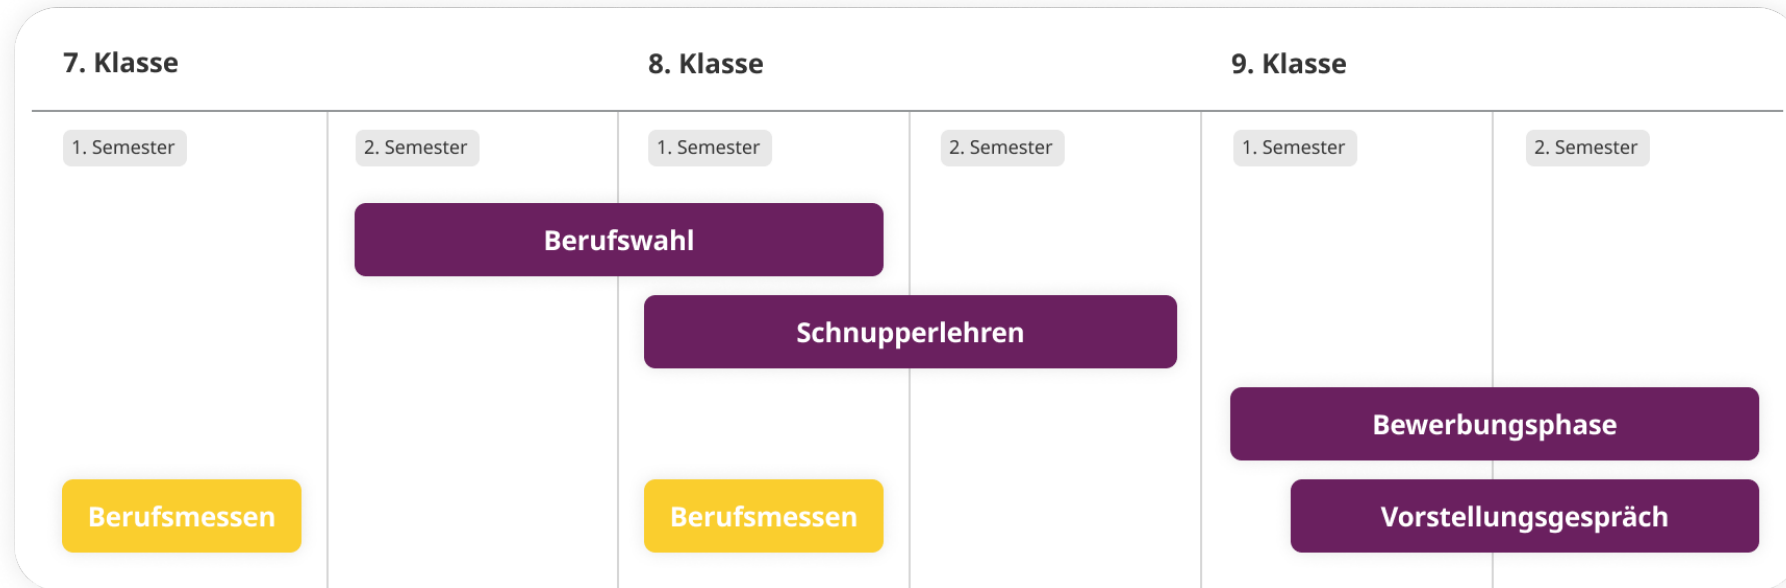 7. Klasse
8. Klasse
9. Klasse
1. Semester
2. Semester
1. Semester
2. Semester
1. Semester
2. Semester
Berufswahl
Schnupperlehren
Bewerbungsphase
Berufsmessen
Berufsmessen
Vorstellungsgespräch